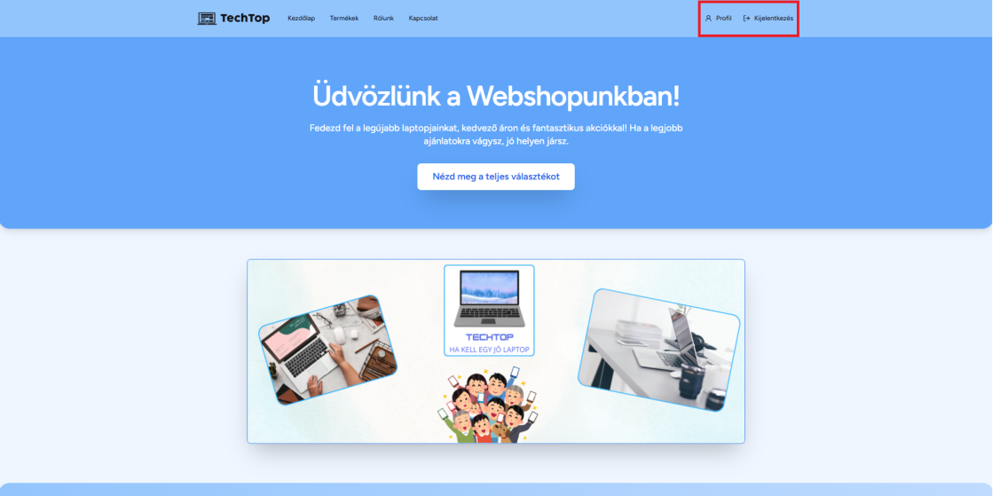 TechTop
Kezdőlap
Termékek
Rólunk
Kapcsolat
Profil
Kijelentkezés
Üdvözlünk a Webshopunkban!
Fedezd fel a legújabb laptopjainkat, kedvező áron és fantasztikus akciókkal! Ha a legjobb
ajánlatokra vágysz, jó helyen jársz.
Nézd meg a teljes választékot
TECHTOP
HA KELL EGY JÓ LAPTOP